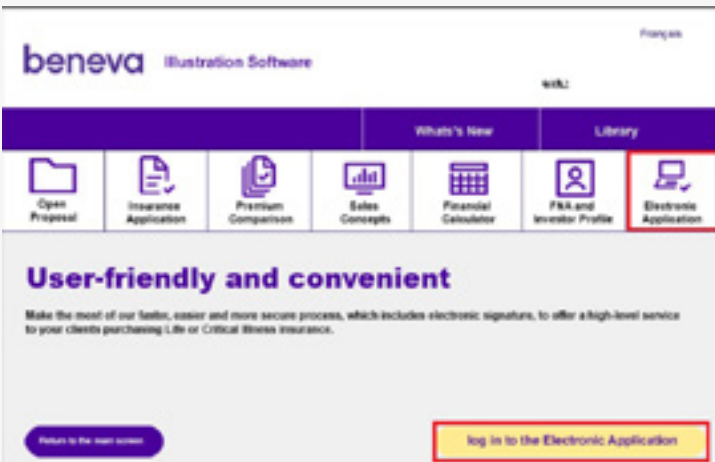 Français
beneva Illustration Software
What's New Library
Open Proposal
Insurance Application
Premium Comparison
Sales Concepts
Financial Calculator
FNA and Investor Profile
Electronic Application
User-friendly and convenient
Make the most of our faster, easier and more secure process, which includes electronic signature, to offer a high-level service
to your clients purchasing Life or Critical Illness insurance.
Return to the main screen
log in to the Electronic Application